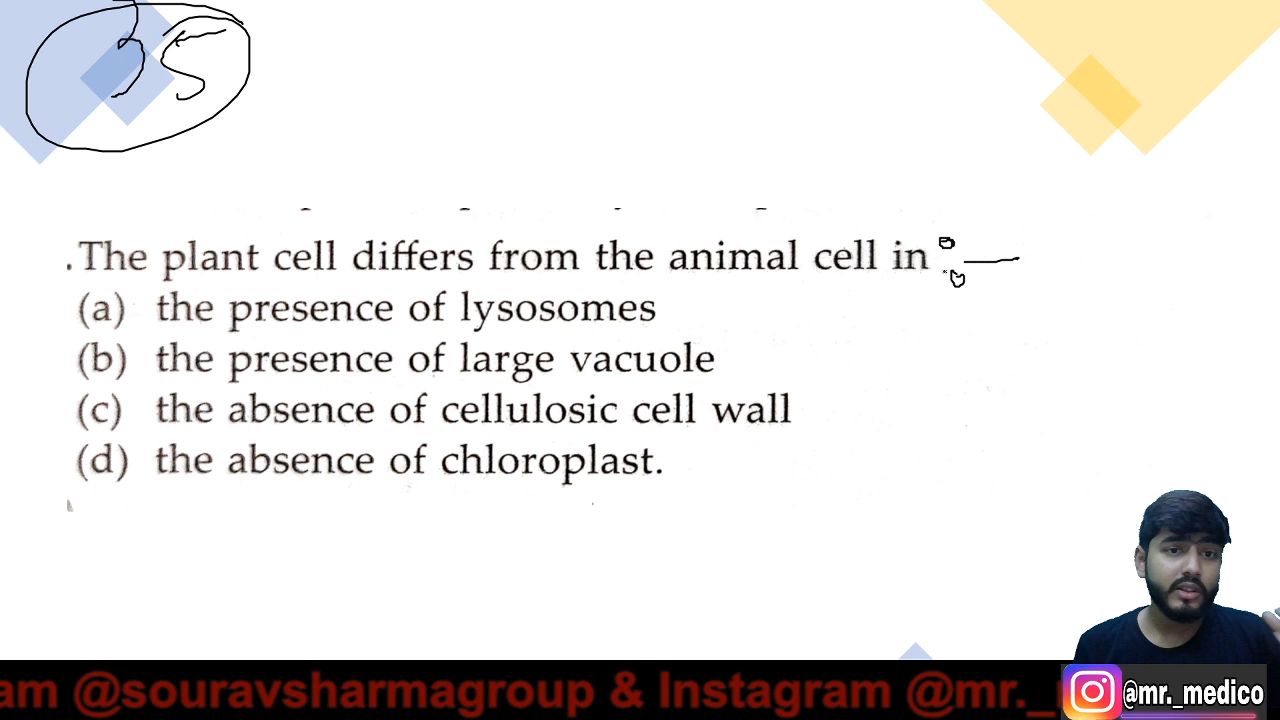 35
.The plant cell differs from the animal cell in :—
(a) the presence of lysosomes
(b) the presence of large vacuole
(c) the absence of cellulosic cell wall
(d) the absence of chloroplast.
am @souravsharmagroup & Instagram @mr._
@mr._medico